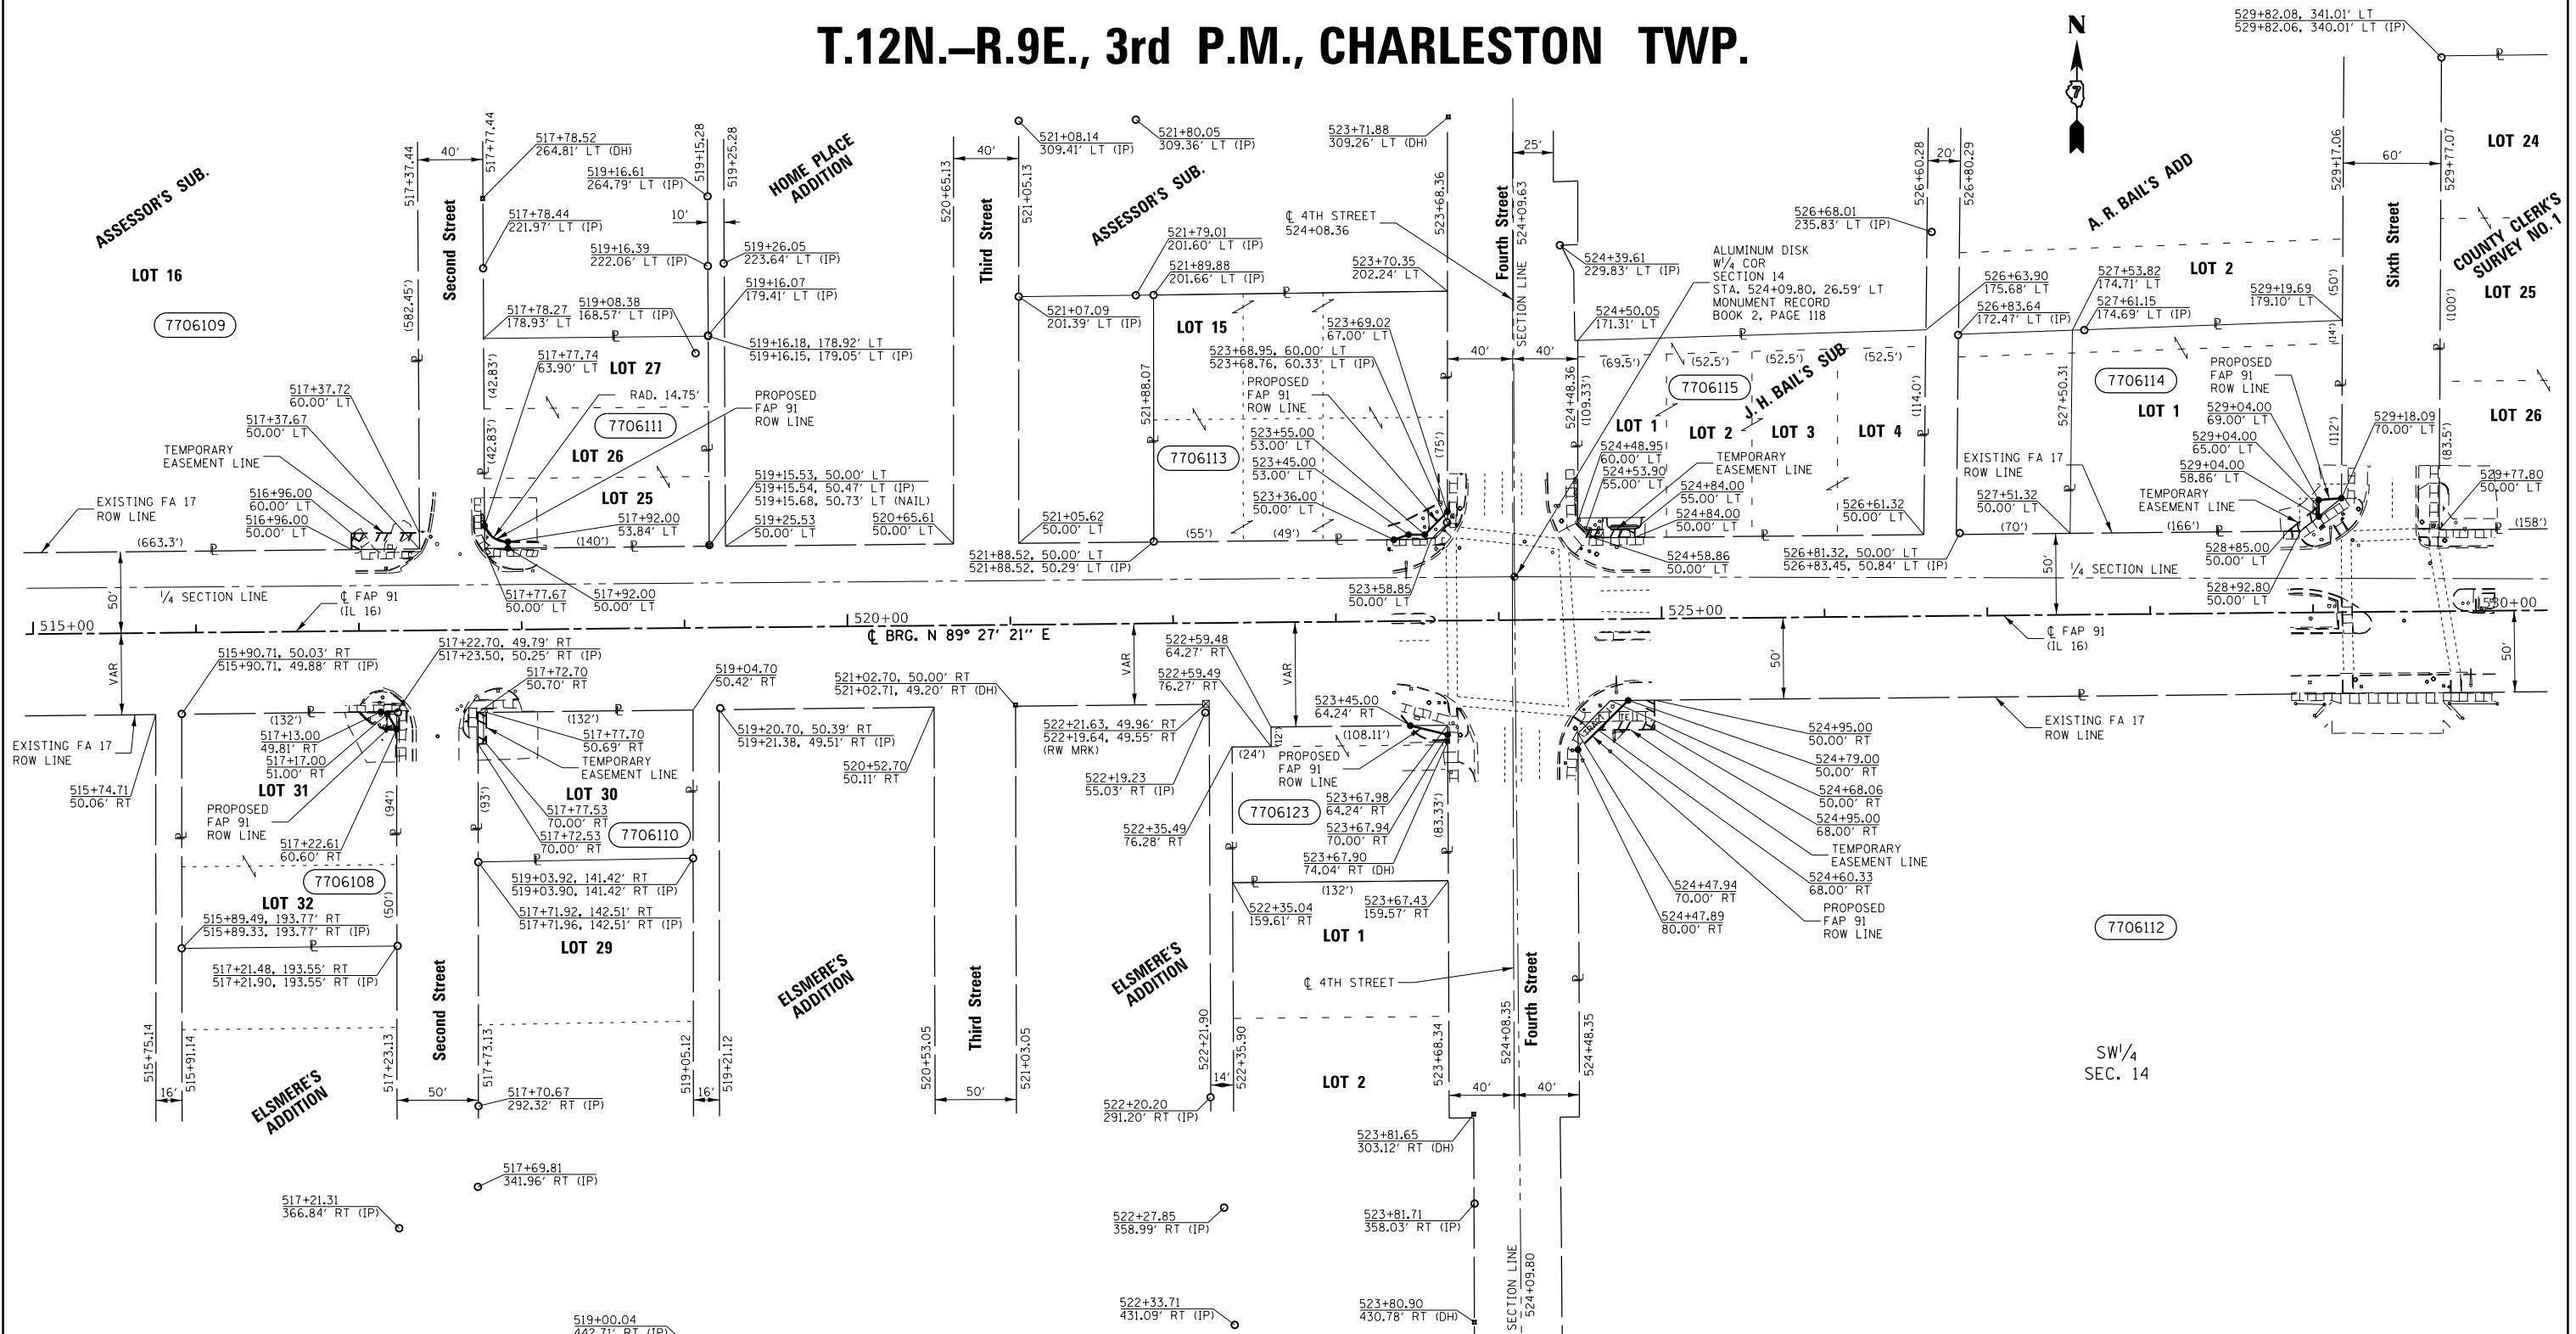 T.12N.–R.9E., 3rd P.M., CHARLESTON TWP.
N
7
529+82.08, 341.01' LT
529+82.06, 340.01' LT (IP)
ASSESSOR'S SUB.
LOT 16
7706109
517+37.44
40'
517+77.44
Second Street
(582.45')
517+78.52
264.81' LT (DH)
519+16.61
264.79' LT (IP)
519+15.28
519+25.28
10'
HOME PLACE
ADDITION
517+78.44
221.97' LT (IP)
519+16.39
222.06' LT (IP)
519+26.05
223.64' LT (IP)
519+16.07
179.41' LT (IP)
517+78.27
178.93' LT
519+08.38
168.57' LT (IP)
519+16.18, 178.92' LT
519+16.15, 179.05' LT (IP)
517+77.74
63.90' LT
LOT 27
(42.83')
RAD. 14.75'
PROPOSED
FAP 91
ROW LINE
7706111
(42.83')
LOT 26
LOT 25
517+37.72
60.00' LT
517+37.67
50.00' LT
TEMPORARY
EASEMENT LINE
EXISTING FA 17
ROW LINE
516+96.00
60.00' LT
516+96.00
50.00' LT
(663.3')
517+92.00
53.84' LT
(140')
519+15.53, 50.00' LT
519+15.54, 50.47' LT (IP)
519+15.68, 50.73' LT (NAIL)
519+25.53
50.00' LT
520+65.61
50.00' LT
517+77.67
50.00' LT
517+92.00
50.00' LT
520+65.13
40'
521+05.13
Third Street
521+08.14
309.41' LT (IP)
521+80.05
309.36' LT (IP)
523+71.88
309.26' LT (DH)
ASSESSOR'S SUB.
521+79.01
201.60' LT (IP)
521+89.88
201.66' LT (IP)
521+07.09
201.39' LT (IP)
523+70.35
202.24' LT
℄ 4TH STREET
524+08.36
LOT 15
521+88.07
523+69.02
67.00' LT
523+68.95, 60.00' LT
523+68.76, 60.33' LT (IP)
PROPOSED
FAP 91
ROW LINE
7706113
523+55.00
53.00' LT
523+45.00
53.00' LT
523+36.00
50.00' LT
(75')
521+05.62
50.00' LT
(55')
(49')
521+88.52, 50.00' LT
521+88.52, 50.29' LT (IP)
523+58.85
50.00' LT
523+68.36
25'
Fourth Street
SECTION LINE 524+09.63
40'
40'
524+39.61
229.83' LT (IP)
ALUMINUM DISK
W1/4 COR
SECTION 14
STA. 524+09.80, 26.59' LT
MONUMENT RECORD
BOOK 2, PAGE 118
524+50.05
171.31' LT
(69.5')
(52.5')
(52.5')
(52.5')
7706115
J. H. BAIL'S SUB
524+48.36
(109.33')
LOT 1
LOT 2
LOT 3
LOT 4
(114.0')
524+48.95
60.00' LT
524+53.90
55.00' LT
TEMPORARY
EASEMENT LINE
524+84.00
55.00' LT
524+84.00
50.00' LT
524+58.86
50.00' LT
526+61.32
50.00' LT
526+81.32, 50.00' LT
526+83.45, 50.84' LT (IP)
526+60.28
20'
526+80.29
526+68.01
235.83' LT (IP)
526+63.90
175.68' LT
526+83.64
172.47' LT (IP)
A. R. BAIL'S ADD
LOT 2
527+53.82
174.71' LT
527+61.15
174.69' LT (IP)
529+19.69
179.10' LT
529+17.06
60'
529+77.07
(50')
(14')
Sixth Street
(100')
LOT 24
COUNTY CLERK'S
SURVEY NO. 1
LOT 25
PROPOSED
FAP 91
ROW LINE
7706114
LOT 1
527+50.31
529+04.00
69.00' LT
529+04.00
65.00' LT
529+04.00
58.86' LT
(112')
529+18.09
70.00' LT
(83.5')
LOT 26
EXISTING FA 17
ROW LINE
527+51.32
50.00' LT
TEMPORARY
EASEMENT LINE
(70')
(166')
529+77.80
50.00' LT
(158')
528+85.00
50.00' LT
528+92.80
50.00' LT
50'
1/4 SECTION LINE
1/4 SECTION LINE
50'
℄ FAP 91
(IL 16)
515+00
520+00
525+00
530+00
℄ BRG. N 89° 27' 21" E
℄ FAP 91
(IL 16)
VAR
VAR
VAR
50'
50'
515+90.71, 50.03' RT
515+90.71, 49.88' RT (IP)
517+22.70, 49.79' RT
517+23.50, 50.25' RT (IP)
517+72.70
50.70' RT
519+04.70
50.42' RT
(132')
(132')
517+13.00
49.81' RT
517+17.00
51.00' RT
EXISTING FA 17
ROW LINE
515+74.71
50.06' RT
LOT 31
PROPOSED
FAP 91
ROW LINE
(94')
517+22.61
60.60' RT
517+77.70
50.69' RT
TEMPORARY
EASEMENT LINE
(93')
LOT 30
517+77.53
70.00' RT
517+72.53
70.00' RT
7706110
519+20.70, 50.39' RT
519+21.38, 49.51' RT (IP)
520+52.70
50.11' RT
521+02.70, 50.00' RT
521+02.71, 49.20' RT (DH)
522+59.48
64.27' RT
522+59.49
76.27' RT
522+21.63, 49.96' RT
522+19.64, 49.55' RT
(RW MRK)
522+19.23
55.03' RT (IP)
523+45.00
64.24' RT
(108.11')
(12')
(24')
PROPOSED
FAP 91
ROW LINE
7706123
523+67.98
64.24' RT
523+67.94
70.00' RT
523+67.90
74.04' RT (DH)
(83.33')
522+35.49
76.28' RT
(132')
522+35.04
159.61' RT
523+67.43
159.57' RT
LOT 1
TRAF
TEL
524+95.00
50.00' RT
524+79.00
50.00' RT
524+68.06
50.00' RT
524+95.00
68.00' RT
TEMPORARY
EASEMENT LINE
524+60.33
68.00' RT
PROPOSED
FAP 91
ROW LINE
524+47.94
70.00' RT
524+47.89
80.00' RT
EXISTING FA 17
ROW LINE
7706112
7706108
LOT 32
(50')
515+89.49, 193.77' RT
515+89.33, 193.77' RT (IP)
517+21.48, 193.55' RT
517+21.90, 193.55' RT (IP)
519+03.92, 141.42' RT
519+03.90, 141.42' RT (IP)
517+71.92, 142.51' RT
517+71.96, 142.51' RT (IP)
LOT 29
ELSMERE'S
ADDITION
ELSMERE'S
ADDITION
ELSMERE'S
ADDITION
Second Street
Third Street
Fourth Street
℄ 4TH STREET
515+75.14
515+91.14
517+23.13
517+73.13
519+05.12
519+21.12
520+53.05
521+03.05
522+21.90
522+35.90
523+68.34
524+08.35
524+48.35
16'
50'
16'
50'
14'
40'
40'
LOT 2
SW1/4
SEC. 14
517+70.67
292.32' RT (IP)
522+20.20
291.20' RT (IP)
523+81.65
303.12' RT (DH)
517+69.81
341.96' RT (IP)
517+21.31
366.84' RT (IP)
522+27.85
358.99' RT (IP)
523+81.71
358.03' RT (IP)
522+33.71
431.09' RT (IP)
523+80.90
430.78' RT (DH)
SECTION LINE
524+09.80
519+00.04
442.71' RT (IP)